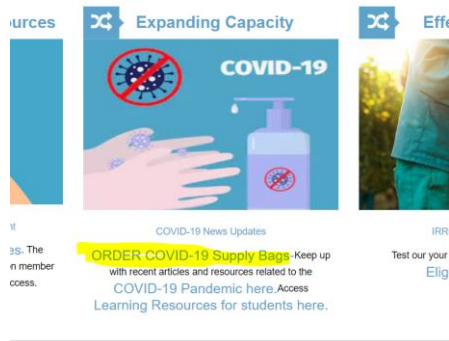 ources
Expanding Capacity
Effe
COVID-19
nt
es. The
n member
ccess.
COVID-19 News Updates
ORDER COVID-19 Supply Bags-Keep up
with recent articles and resources related to the
COVID-19 Pandemic here.Access
Learning Resources for students here.
IRR
Test our your
Elig